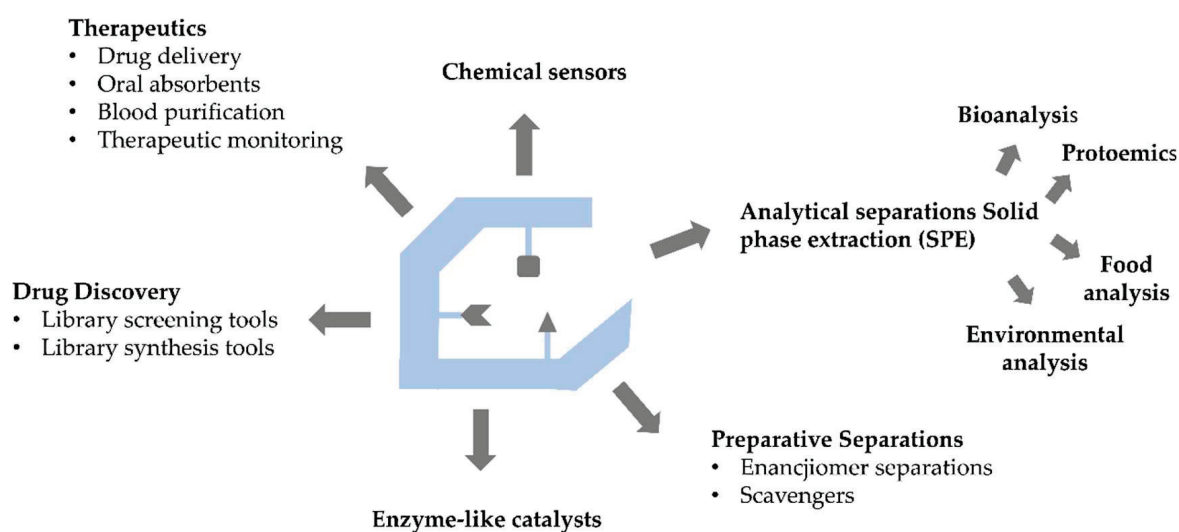 Therapeutics
• Drug delivery
• Oral absorbents
• Blood purification
• Therapeutic monitoring
Chemical sensors
Bioanalysis
Protoemics
Analytical separations Solid
phase extraction (SPE)
Food
analysis
Environmental
analysis
Drug Discovery
• Library screening tools
• Library synthesis tools
Preparative Separations
• Enancjiomer separations
• Scavengers
Enzyme-like catalysts